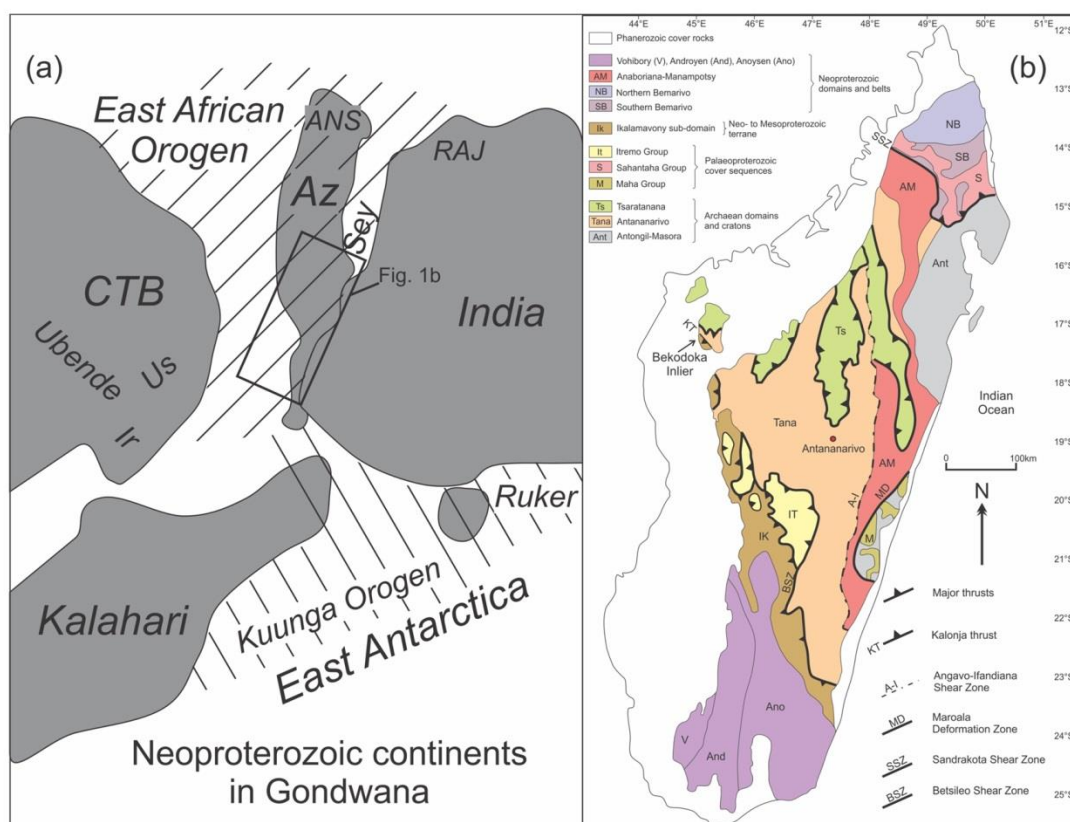 (a)
East African
Orogen
ANS
RAJ
Az
Sey
Fig. 1b
CTB
India
Ubende
Us
Ir
Ruker
Kalahari
Kuunga Orogen
East Antarctica
Neoproterozoic continents
in Gondwana
44°E 45°E 46°E 47°E 48°E 49°E 50°E 51°E
12°S
13°S
14°S
15°S
16°S
17°S
18°S
19°S
20°S
21°S
22°S
23°S
24°S
25°S
(b)
Phanerozoic cover rocks
Vohibory (V), Androyen (And), Anoysen (Ano)
AM Anaboriana-Manampotsy
NB Northern Bemarivo
SB Southern Bemarivo
Neoproterozoic
domains and belts
Ik Ikalamavony sub-domain
Neo- to Mesoproterozoic
terrane
It Itremo Group
S Sahantaha Group
M Maha Group
Palaeoproterozoic
cover sequences
Ts Tsaratanana
Tana Antananarivo
Ant Antongil-Masora
Archaean domains
and cratons
NB
SSZ
SB
S
AM
Ant
KT
Bekodoka
Inlier
Ts
Tana
Antananarivo
Indian
Ocean
0 100km
AM
MD
A-I
N
IT
IK
M
BSZ
Ano
V
And
Major thrusts
KT Kalonja thrust
A-I Angavo-Ifandiana
Shear Zone
MD Maroala
Deformation Zone
SSZ Sandrakota Shear Zone
BSZ Betsileo Shear Zone